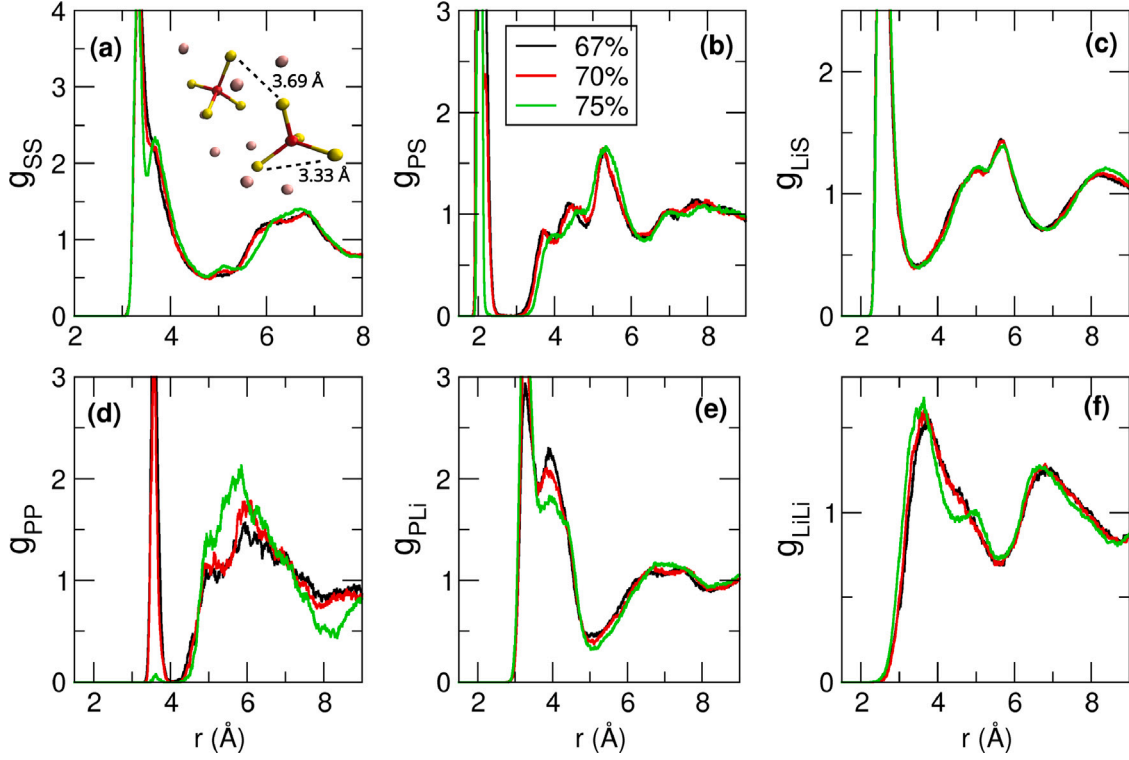 (a)
4
3
2
1
0
g_SS
3.69 Å
3.33 Å
2 4 6 8
(b)
67%
70%
75%
3
2
1
0
g_PS
2 4 6 8
(c)
2
1
0
g_LiS
2 4 6 8
(d)
3
2
1
0
g_PP
2 4 6 8
r (Å)
(e)
3
2
1
0
g_PLi
2 4 6 8
r (Å)
(f)
1
0
g_LiLi
2 4 6 8
r (Å)